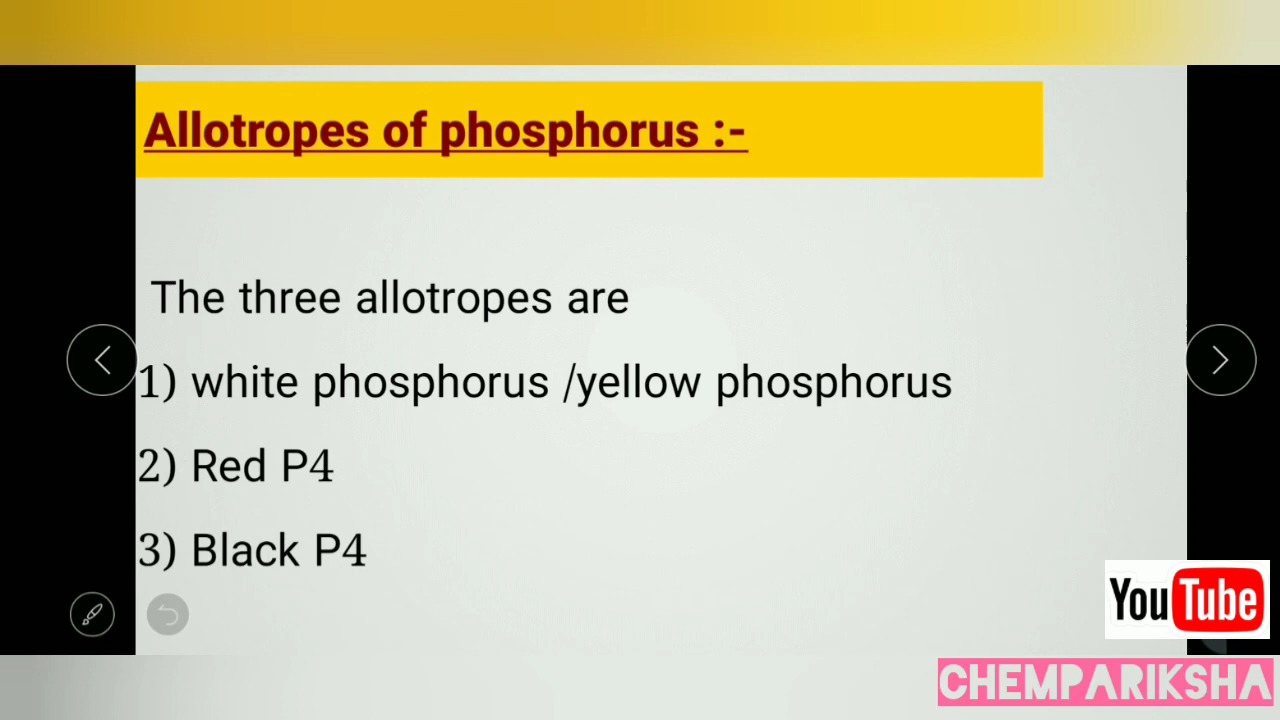 Allotropes of phosphorus :-
The three allotropes are
1) white phosphorus /yellow phosphorus
2) Red P4
3) Black P4
YouTube
CHEMPARIKSHA